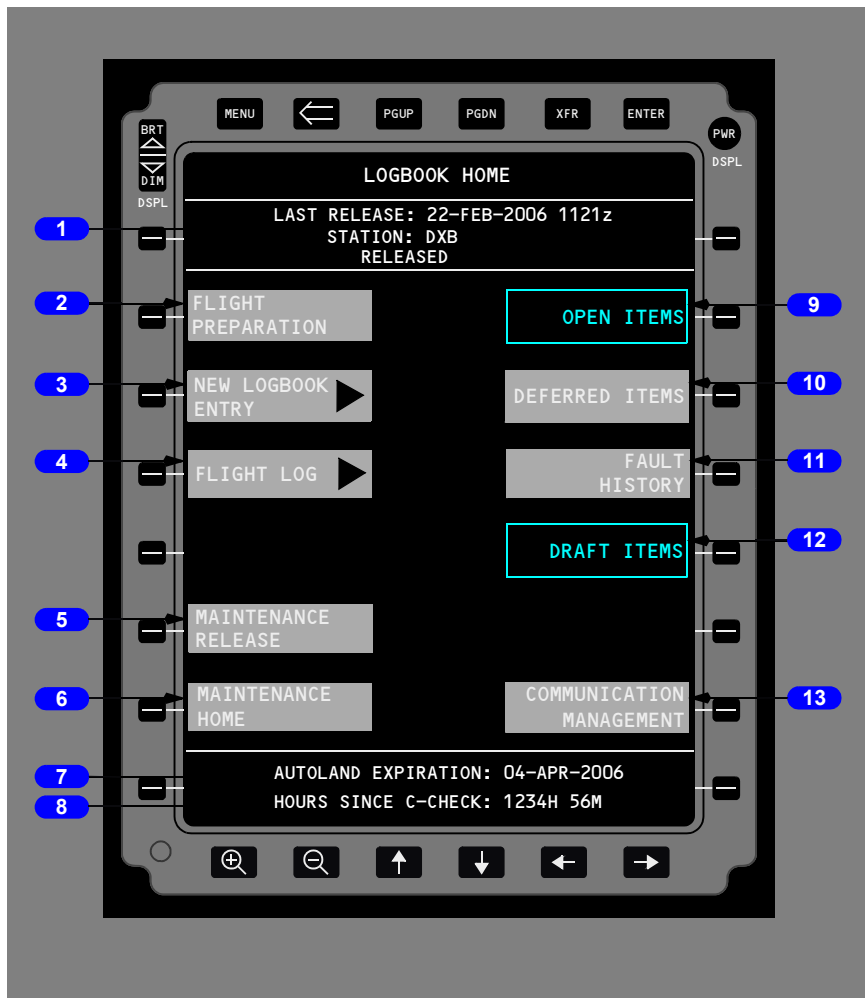 MENU
PGUP
PGDN
XFR
ENTER
BRT
DIM
DSPL
PWR
DSPL
LOGBOOK HOME
1
LAST RELEASE: 22-FEB-2006 1121z
STATION: DXB
RELEASED
2
FLIGHT
PREPARATION
OPEN ITEMS
9
3
NEW LOGBOOK
ENTRY
DEFERRED ITEMS
10
4
FLIGHT LOG
FAULT
HISTORY
11
DRAFT ITEMS
12
5
MAINTENANCE
RELEASE
6
MAINTENANCE
HOME
COMMUNICATION
MANAGEMENT
13
7
AUTOLAND EXPIRATION: 04-APR-2006
8
HOURS SINCE C-CHECK: 1234H 56M